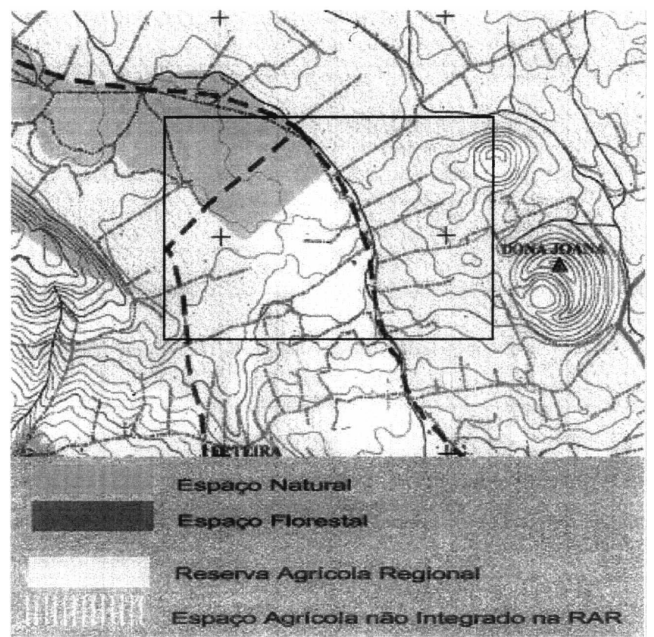 DONA JOANA
Espaço Natural
Espaço Florestal
Reserva Agrícola Regional
Espaço Agrícola não Integrado na RAR